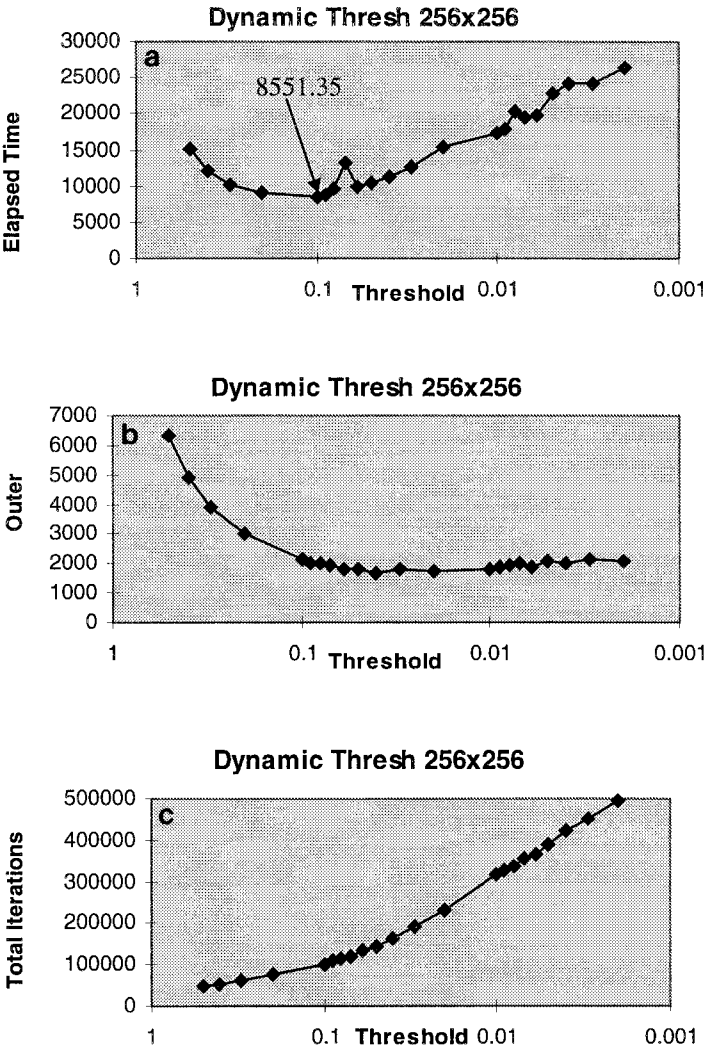 Dynamic Thresh 256x256
a
30000
25000
20000
15000
10000
5000
0
Elapsed Time
8551.35
1
0.1
Threshold
0.01
0.001
Dynamic Thresh 256x256
b
7000
6000
5000
4000
3000
2000
1000
0
Outer
1
0.1
Threshold
0.01
0.001
Dynamic Thresh 256x256
c
500000
400000
300000
200000
100000
0
Total Iterations
1
0.1
Threshold
0.01
0.001